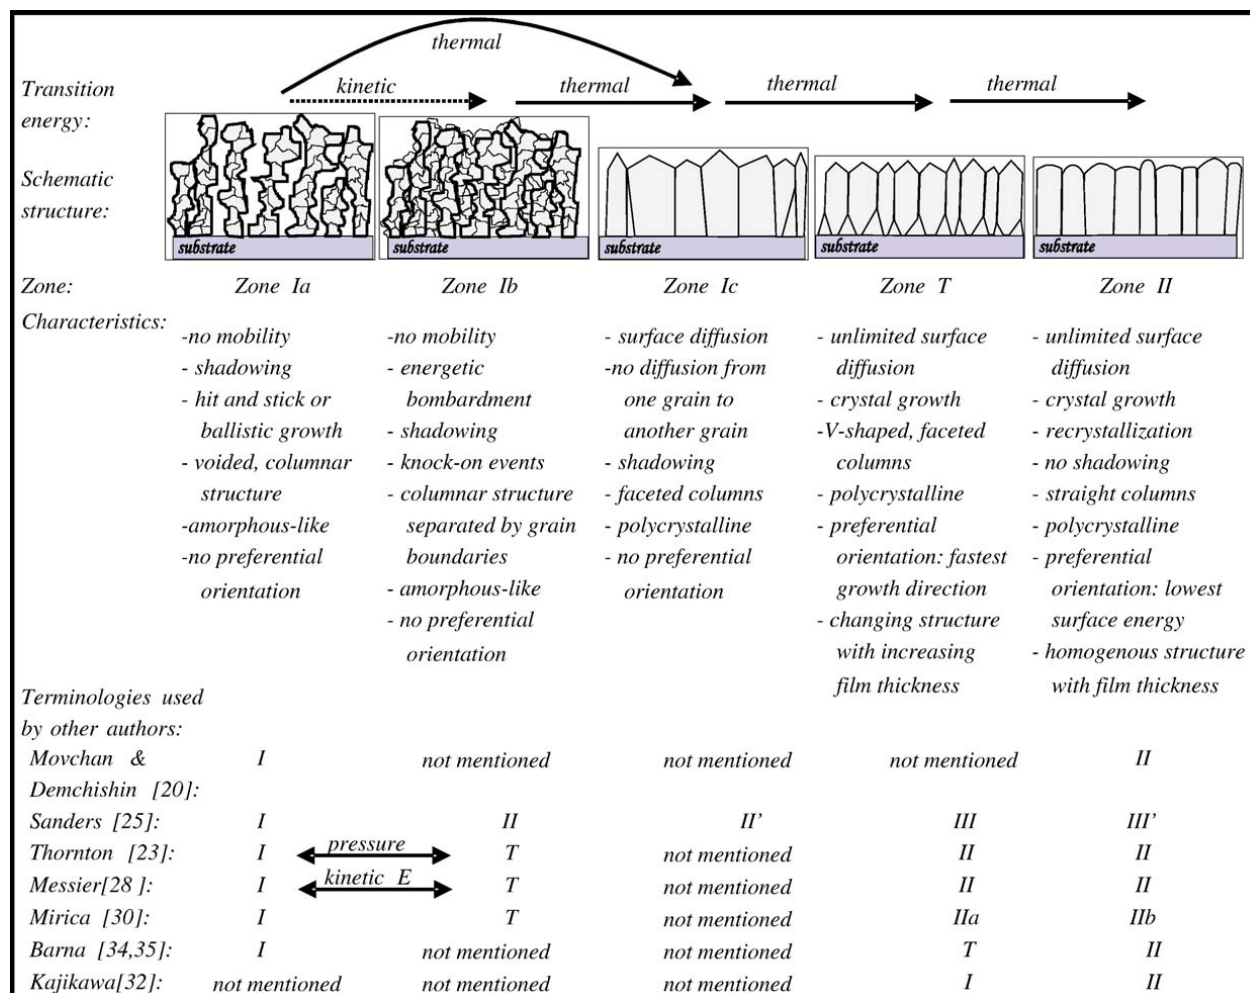 thermal
Transition kinetic thermal thermal thermal
energy:
Schematic
structure:
substrate substrate substrate substrate substrate
Zone: Zone Ia Zone Ib Zone Ic Zone T Zone II
Characteristics:
-no mobility
- shadowing
- hit and stick or
ballistic growth
- voided, columnar
structure
-amorphous-like
-no preferential
orientation
-no mobility
- energetic
bombardment
- shadowing
- knock-on events
- columnar structure
separated by grain
boundaries
- amorphous-like
- no preferential
orientation
- surface diffusion
-no diffusion from
one grain to
another grain
- shadowing
- faceted columns
- polycrystalline
- no preferential
orientation
- unlimited surface
diffusion
- crystal growth
-V-shaped, faceted
columns
- polycrystalline
- preferential
orientation: fastest
growth direction
- changing structure
with increasing
film thickness
- unlimited surface
diffusion
- crystal growth
- recrystallization
- no shadowing
- straight columns
- polycrystalline
- preferential
orientation: lowest
surface energy
- homogenous structure
with film thickness
Terminologies used
by other authors:
Movchan & I not mentioned not mentioned not mentioned II
Demchishin [20]:
Sanders [25]: I II II' III III'
Thornton [23]: I pressure T not mentioned II II
Messier[28 ]: I kinetic E T not mentioned II II
Mirica [30]: I T not mentioned IIa IIb
Barna [34,35]: I not mentioned not mentioned T II
Kajikawa[32]: not mentioned not mentioned not mentioned I II